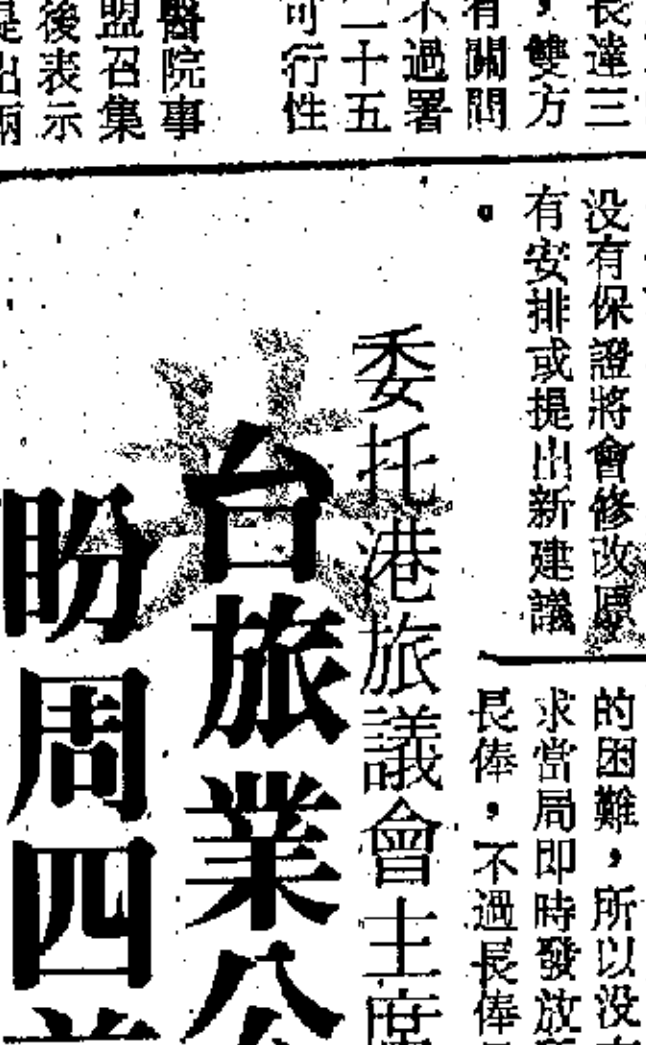 長達三
，雙方
有關問
不過署
二十五
可行性
醫院事
盟召集
後表示
提出兩
没有保證將會修改原
有安排或提出新建議
。
的困難，所以没
求當局即時發放
長俸，不過長俸
委托港旅議會主席
台旅業公
盼周四前